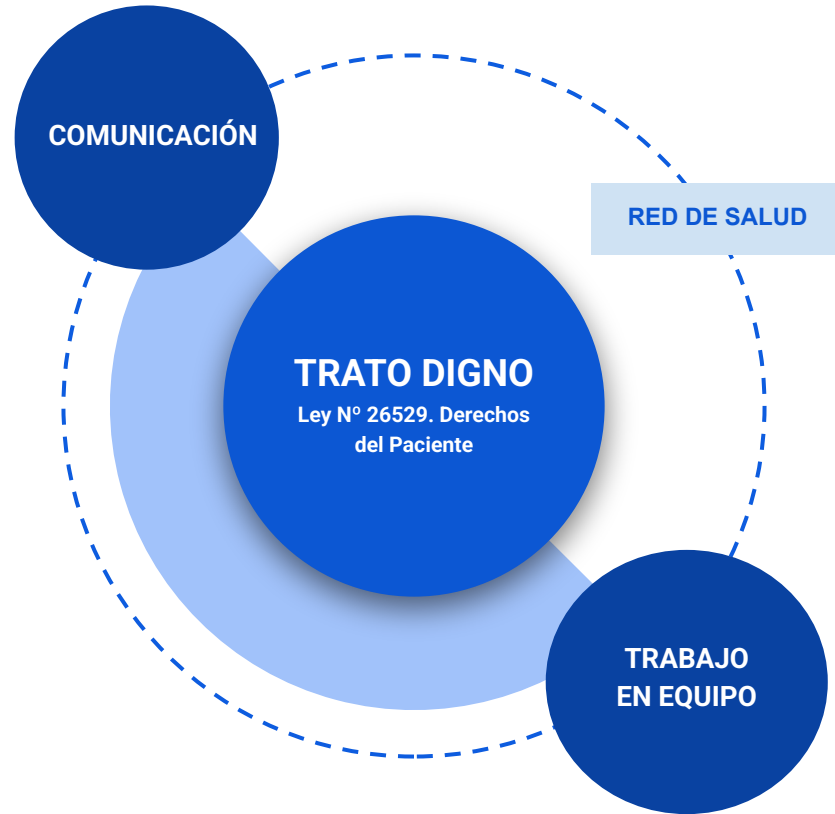 COMUNICACIÓN
RED DE SALUD
TRATO DIGNO
Ley Nº 26529. Derechos
del Paciente
TRABAJO
EN EQUIPO